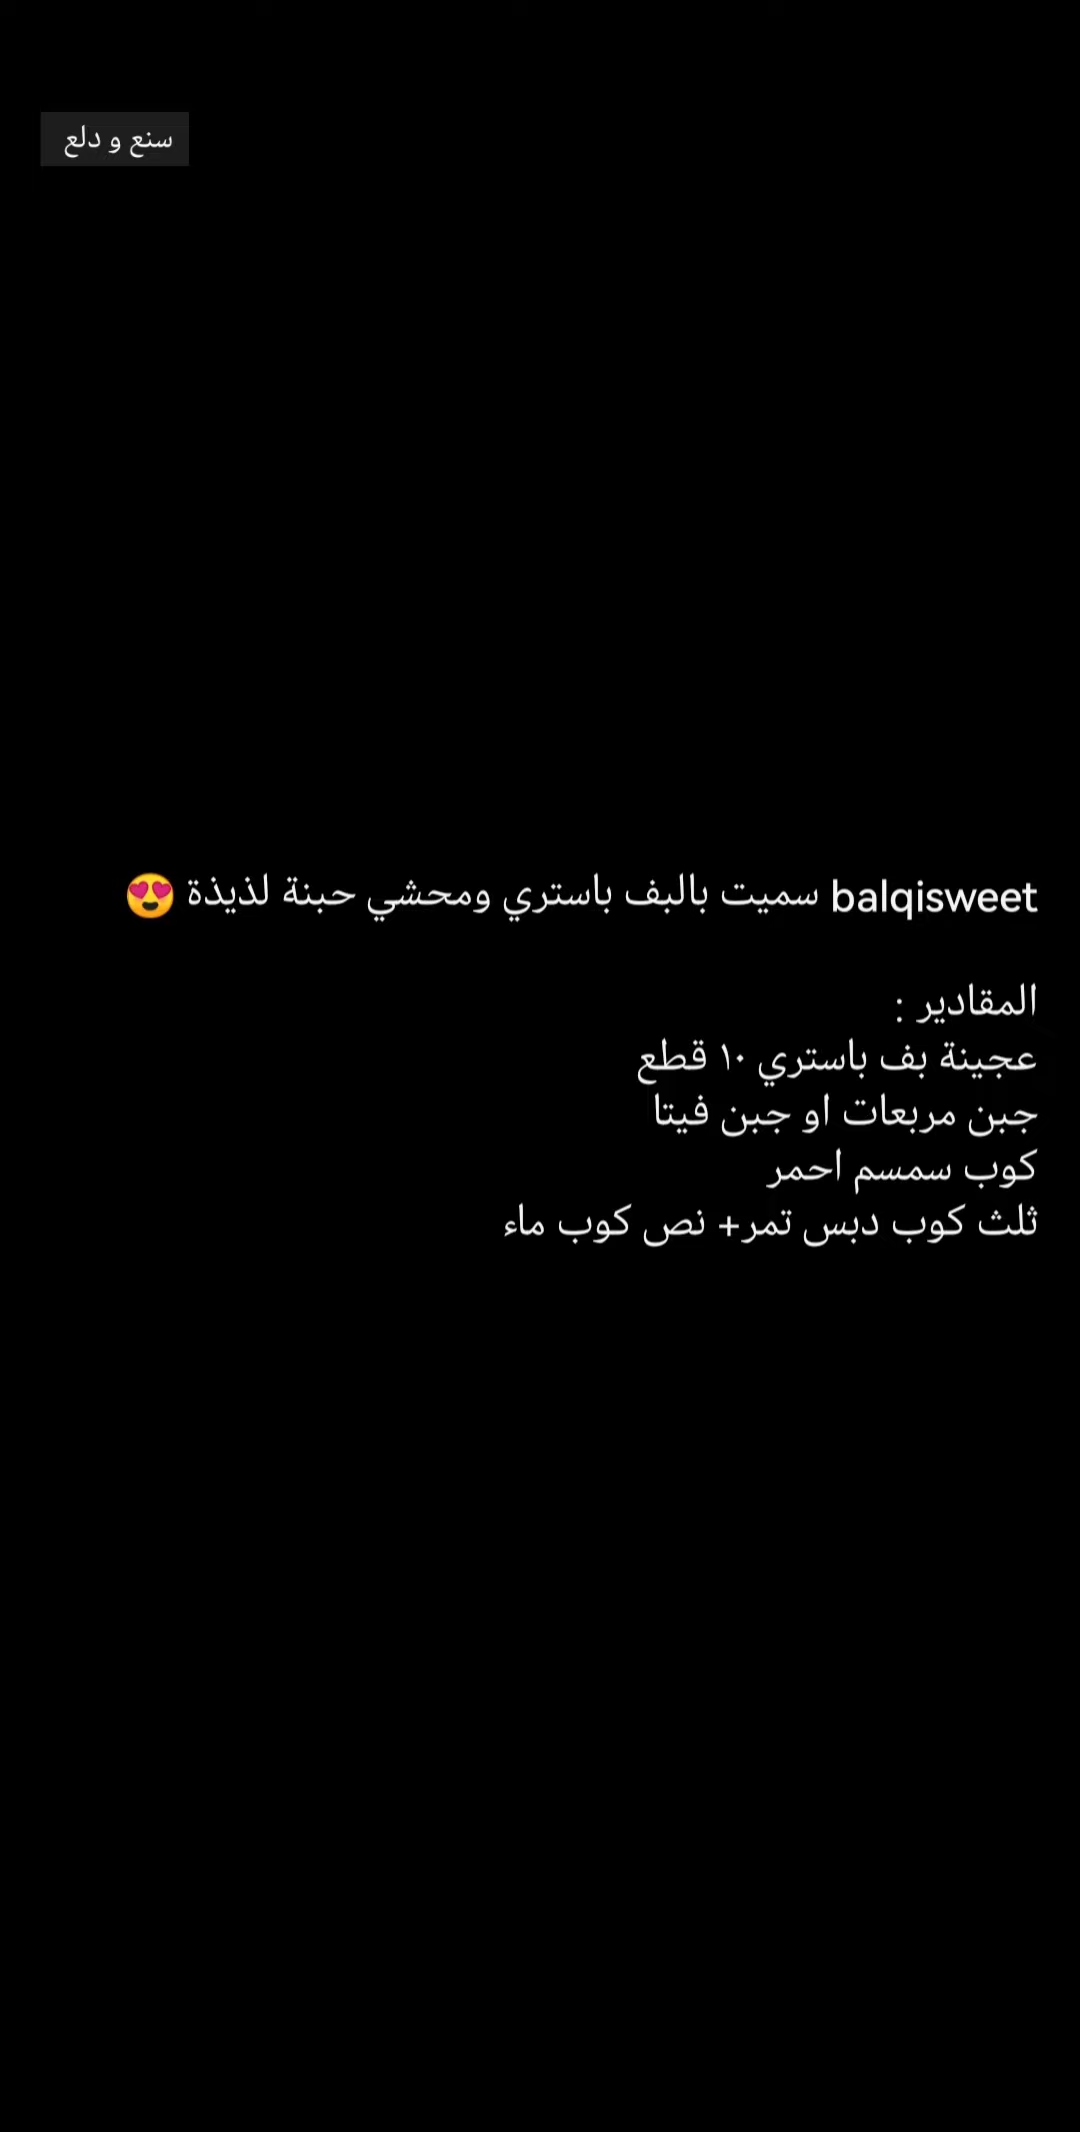 سنع و دلع
balqisweet سميت بالبف باستري ومحشي حبنة لذيذة 😍
المقادير :
عجينة بف باستري ١٠ قطع
جبن مربعات او جبن فيتا
كوب سمسم احمر
ثلث كوب دبس تمر+ نص كوب ماء